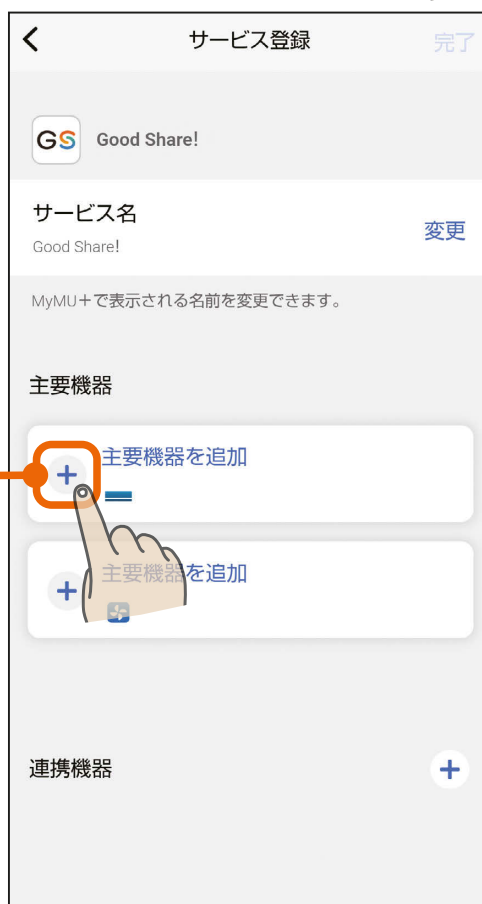 サービス登録
完了
GS Good Share!
サービス名
Good Share!
変更
MyMU+で表示される名前を変更できます。
主要機器
主要機器を追加
主要機器を追加
連携機器